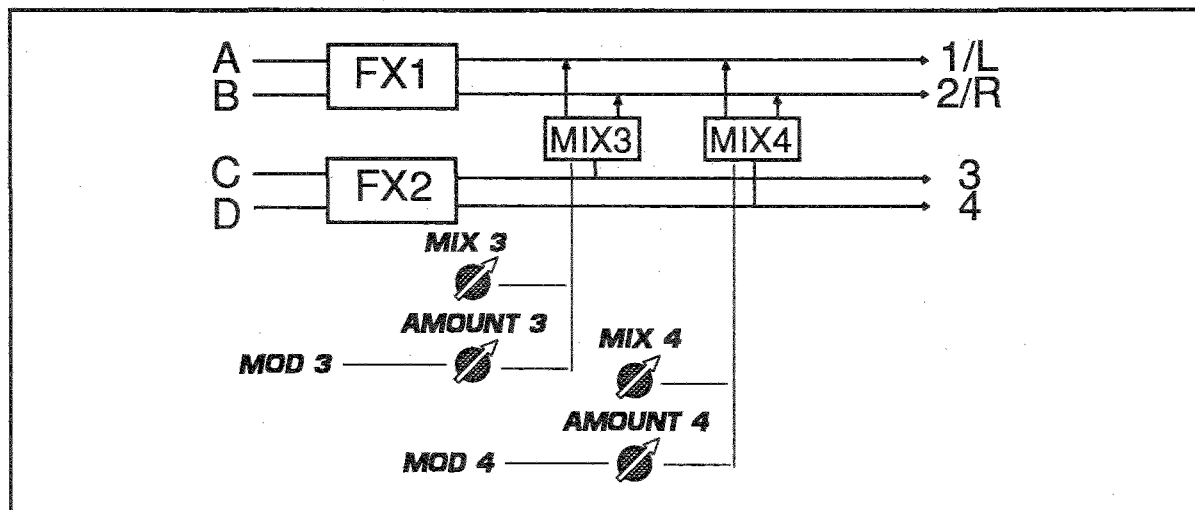 A
FX1
1/L
B
2/R
MIX3
MIX4
C
FX2
3
D
4
MIX 3
AMOUNT 3
MIX 4
MOD 3
AMOUNT 4
MOD 4